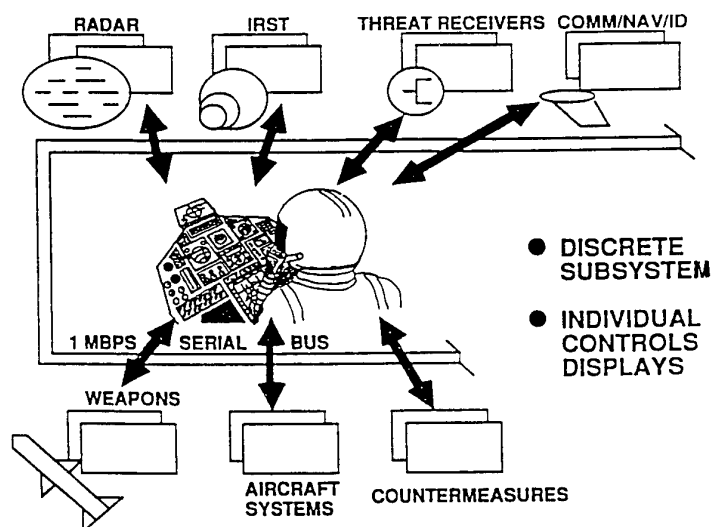 RADAR
IRST
THREAT RECEIVERS
COMM/NAV/ID
● DISCRETE
SUBSYSTEM
● INDIVIDUAL
CONTROLS
DISPLAYS
1 MBPS SERIAL BUS
WEAPONS
AIRCRAFT
SYSTEMS
COUNTERMEASURES